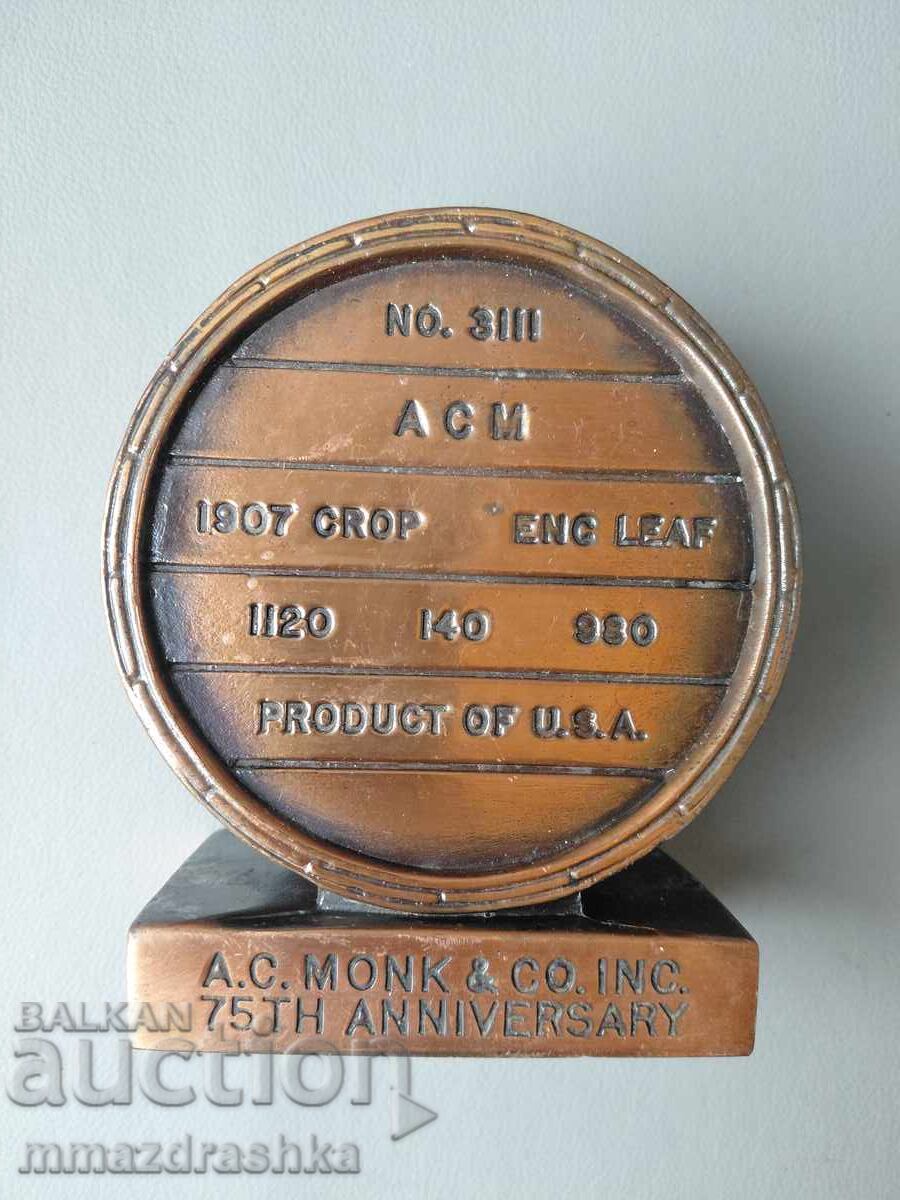 NO. 3111
A C M
1907 CROP ENG LEAF
1120 140 980
PRODUCT OF U.S.A.
A.C. MONK & CO. INC.
75TH ANNIVERSARY
BALKAN
auction
mmazdrashka